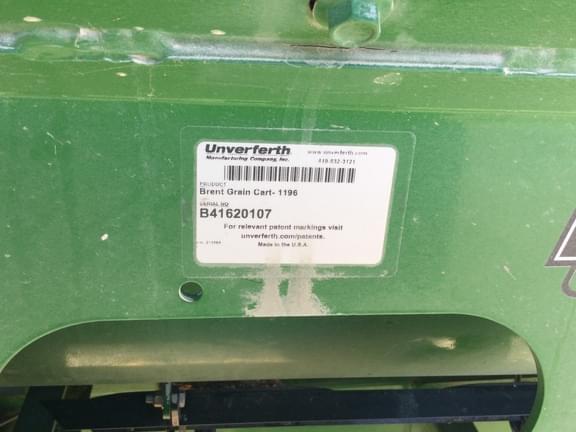 Unverferth www.unverferth.com
Manufacturing Company, Inc. 419-532-3121
PRODUCT
Brent Grain Cart- 1196
SERIAL NO
B41620107
For relevant patent markings visit
unverferth.com/patents.
Made in the U.S.A.